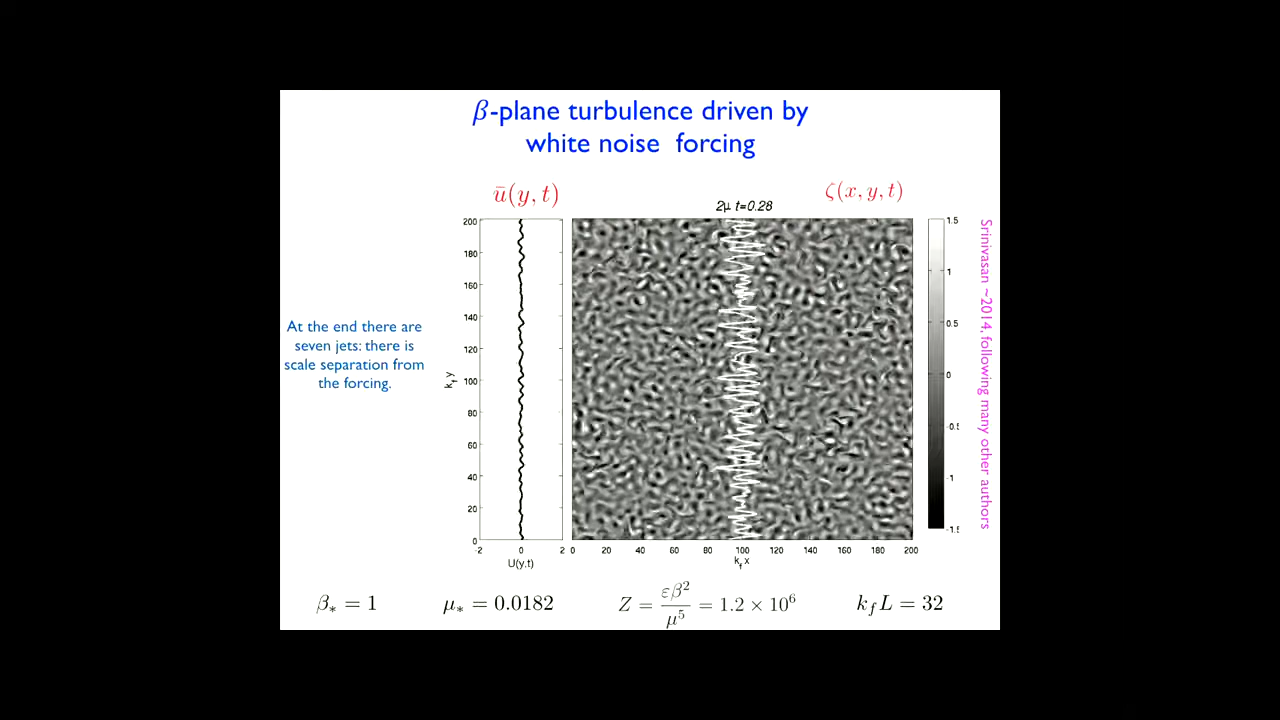 β-plane turbulence driven by
white noise forcing
ū(y, t)
ζ(x, y, t)
2μ t=0.28
At the end there are
seven jets: there is
scale separation from
the forcing.
k_f y
200
180
160
140
120
100
80
60
40
20
0
-2 0 2
U(y,t)
0 20 40 60 80 100 120 140 160 180 200
k_f x
1.5
1
0.5
0
-0.5
-1
-1.5
Srinivasan ~2014, following many other authors
β_* = 1
μ_* = 0.0182
Z = εβ²/μ⁵ = 1.2 × 10⁶
k_f L = 32